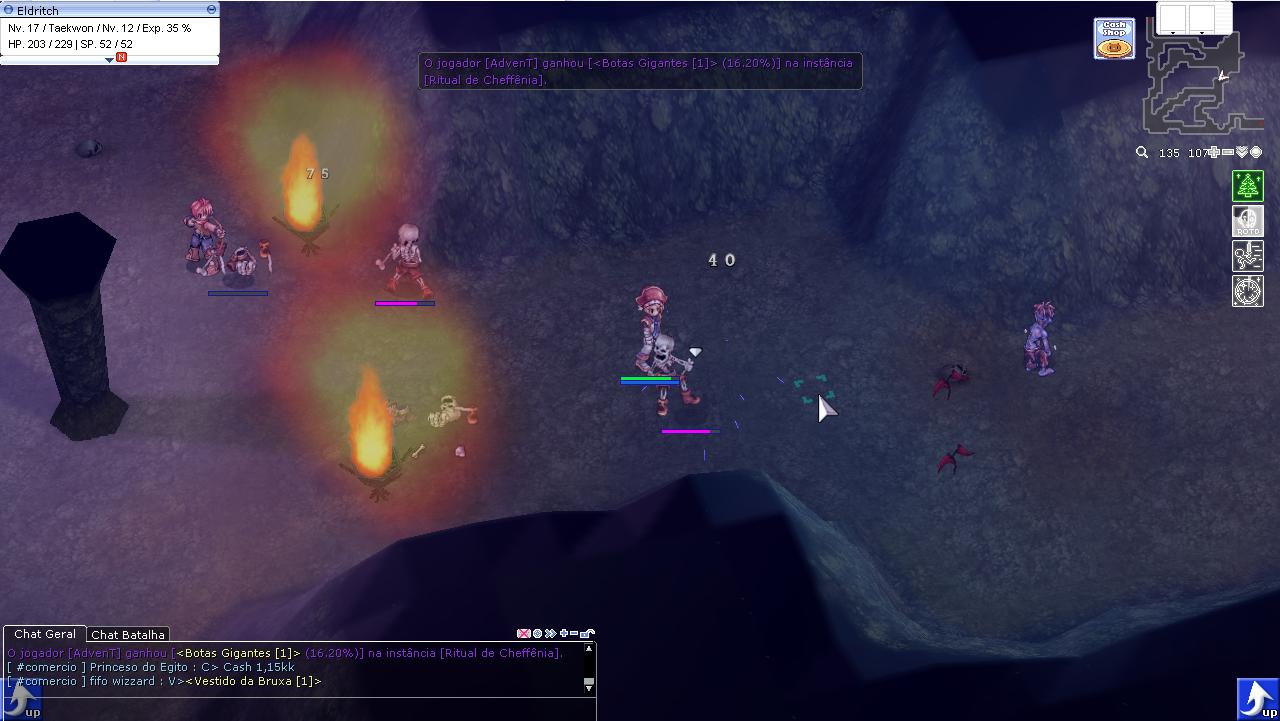 Eldritch
Nv. 17 / Taekwon / Nv. 12 / Exp. 35 %
HP. 203 / 229 | SP. 52 / 52
N
O jogador [AdvenT] ganhou [<Botas Gigantes [1]> (16.20%)] na instância
[Ritual de Cheffênia].
Cash
Shop
135 107
ROTD
7 5
4 0
Chat Geral
Chat Batalha
O jogador [AdvenT] ganhou [<Botas Gigantes [1]> (16.20%)] na instância [Ritual de Cheffênia].
[ #comercio ] Princeso do Egito : C> Cash 1,15kk
[ #comercio ] fifo wizzard : V><Vestido da Bruxa [1]>
up
up